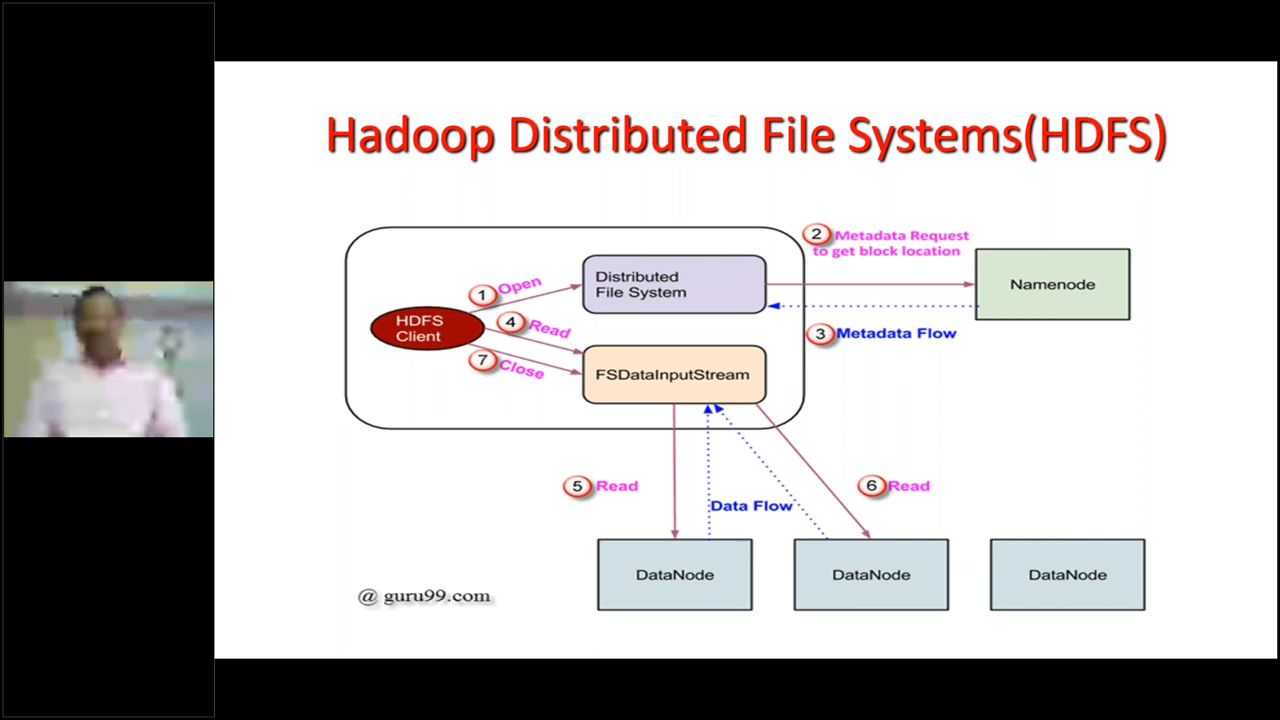 Hadoop Distributed File Systems(HDFS)
2 Metadata Request
to get block location
1 Open
Distributed
File System
Namenode
HDFS
Client
4 Read
3 Metadata Flow
7 Close
FSDataInputStream
5 Read
6 Read
Data Flow
DataNode
DataNode
DataNode
@ guru99.com